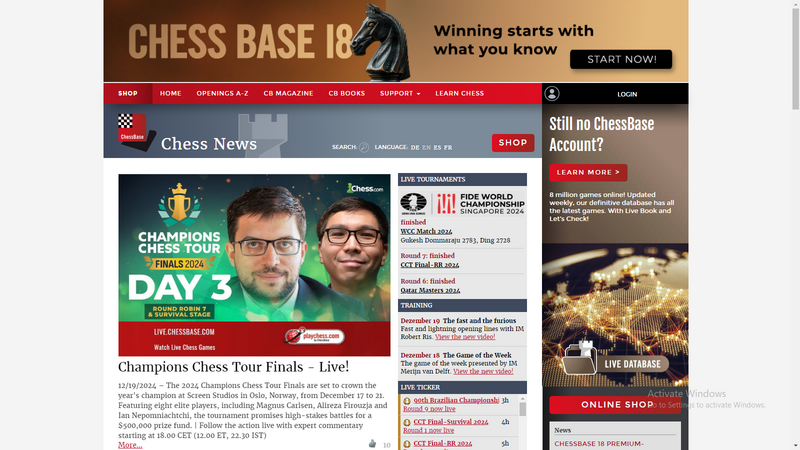 CHESS BASE 18
Winning starts with
what you know
START NOW!
SHOP HOME OPENINGS A-Z CB MAGAZINE CB BOOKS SUPPORT LEARN CHESS
LOGIN
ChessBase
Chess News
SEARCH: LANGUAGE: DE EN ES FR
SHOP
Still no ChessBase
Account?
LEARN MORE >
8 million games online! Updated
weekly, our definitive database has all
the latest games. With Live Book and
Let's Check!
LIVE DATABASE
ONLINE SHOP
News
CHESSBASE 18 PREMIUM-
Chess.com
CHAMPIONS
CHESS TOUR
FINALS 2024
DAY 3
ROUND ROBIN 7
& SURVIVAL STAGE
LIVE.CHESSBASE.COM
Watch Live Chess Games
playchess.com
Champions Chess Tour Finals - Live!
12/19/2024 – The 2024 Champions Chess Tour Finals are set to crown the
year's champion at Screen Studios in Oslo, Norway, from December 17 to 21.
Featuring eight elite players, including Magnus Carlsen, Alireza Firouzja and
Ian Nepomniachtchi, the tournament promises high-stakes battles for a
$500,000 prize fund. | Follow the action live with expert commentary
starting at 18.00 CET (12.00 ET, 22.30 IST)
More...
10
LIVE TOURNAMENTS
FIDE WORLD
CHAMPIONSHIP
SINGAPORE 2024
finished
WCC Match 2024
Gukesh Dommaraju 2783, Ding 2728
Round 7: finished
CCT Final-RR 2024
Round 6: finished
Qatar Masters 2024
TRAINING
Dezember 19 The fast and the furious
Fast and lightning opening lines with IM
Robert Ris. View the new video!
Dezember 18 The Game of the Week
The game of the week presented by IM
Merijn van Delft. View the new video!
LIVE TICKER
90th Brazilian Championshi 3h
Round 9 now live
CCT Final-Survival 2024 4h
Round 1 now live
CCT Final-RR 2024 5h
Activate Windows
Go to Settings to activate Windows.